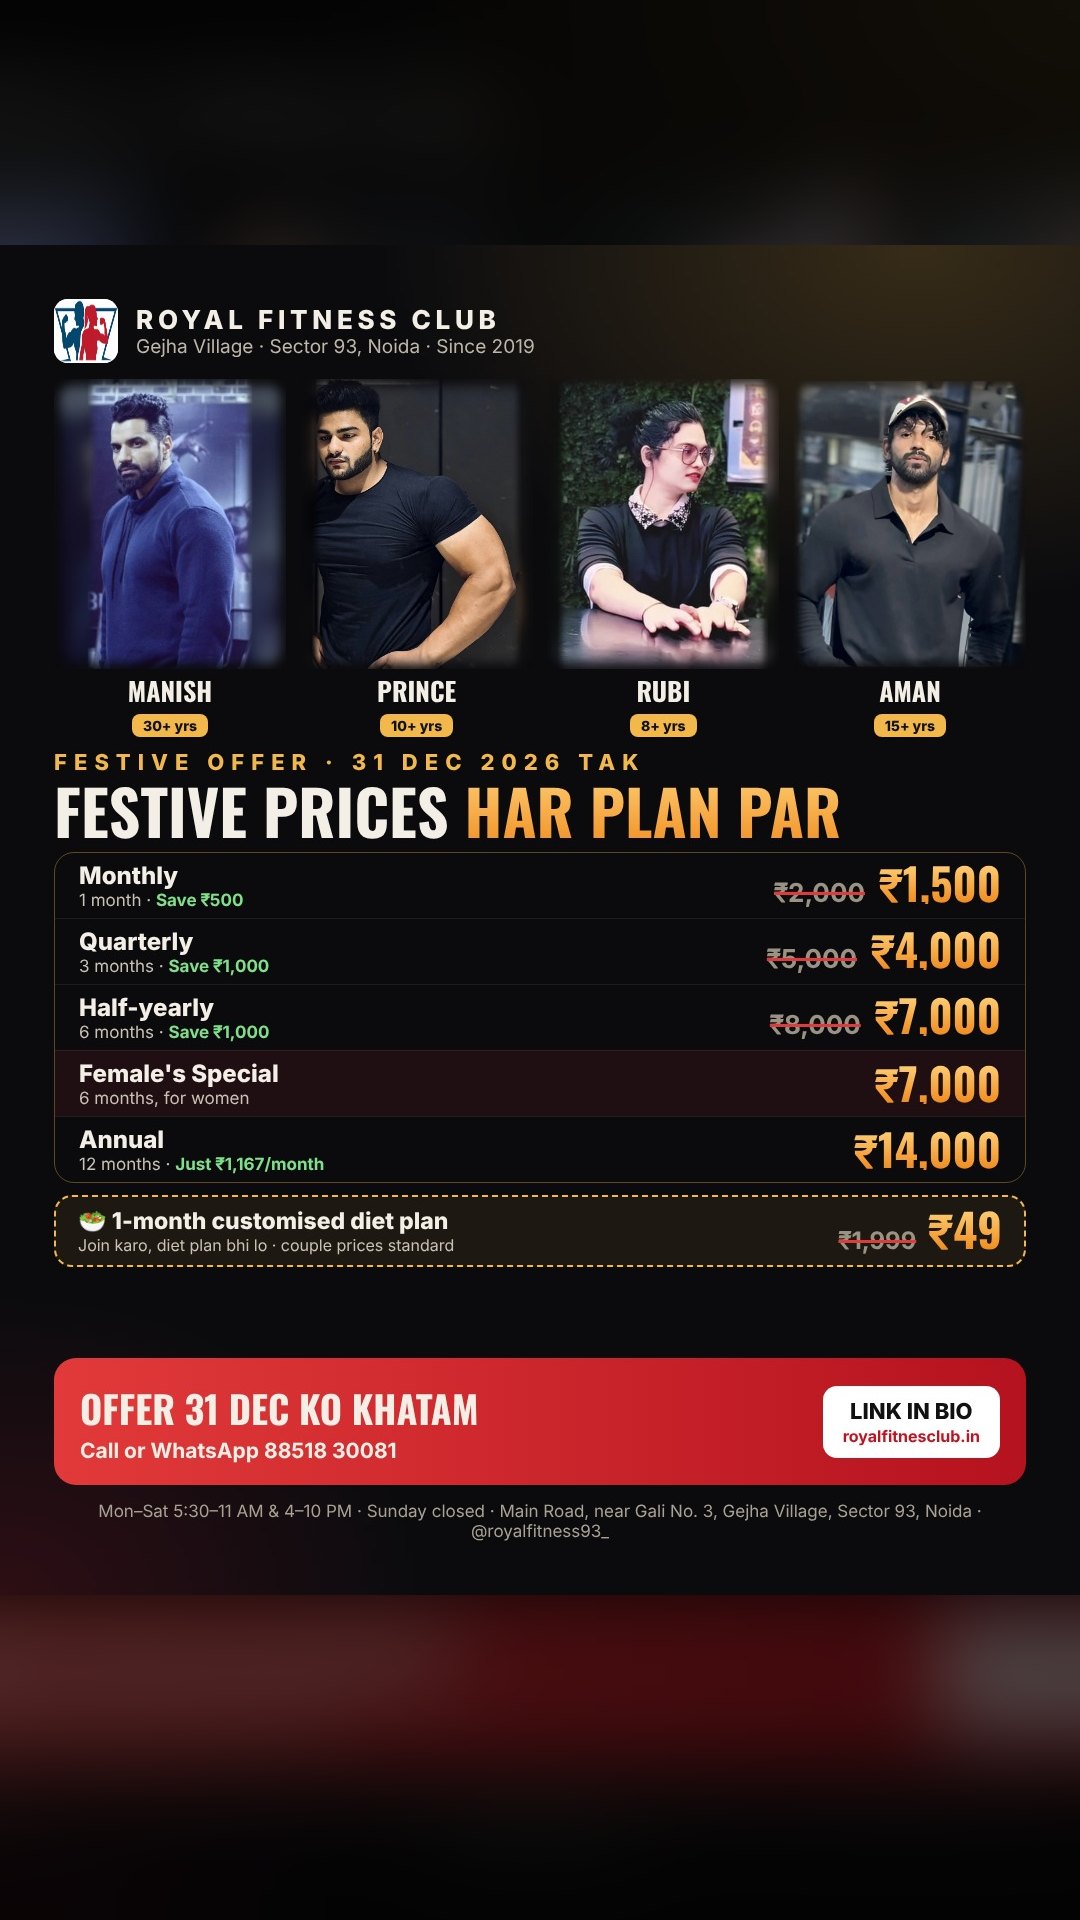 ROYAL FITNESS CLUB
Gejha Village · Sector 93, Noida · Since 2019
MANISH
30+ yrs
PRINCE
10+ yrs
RUBI
8+ yrs
AMAN
15+ yrs
FESTIVE OFFER · 31 DEC 2026 TAK
FESTIVE PRICES HAR PLAN PAR
Monthly
1 month · Save ₹500
₹2,000 ₹1,500
Quarterly
3 months · Save ₹1,000
₹5,000 ₹4,000
Half-yearly
6 months · Save ₹1,000
₹8,000 ₹7,000
Female's Special
6 months, for women
₹7,000
Annual
12 months · Just ₹1,167/month
₹14,000
🥗 1-month customised diet plan
Join karo, diet plan bhi lo · couple prices standard
₹1,999 ₹49
OFFER 31 DEC KO KHATAM
Call or WhatsApp 88518 30081
LINK IN BIO
royalfitnesclub.in
Mon–Sat 5:30–11 AM & 4–10 PM · Sunday closed · Main Road, near Gali No. 3, Gejha Village, Sector 93, Noida ·
@royalfitness93_